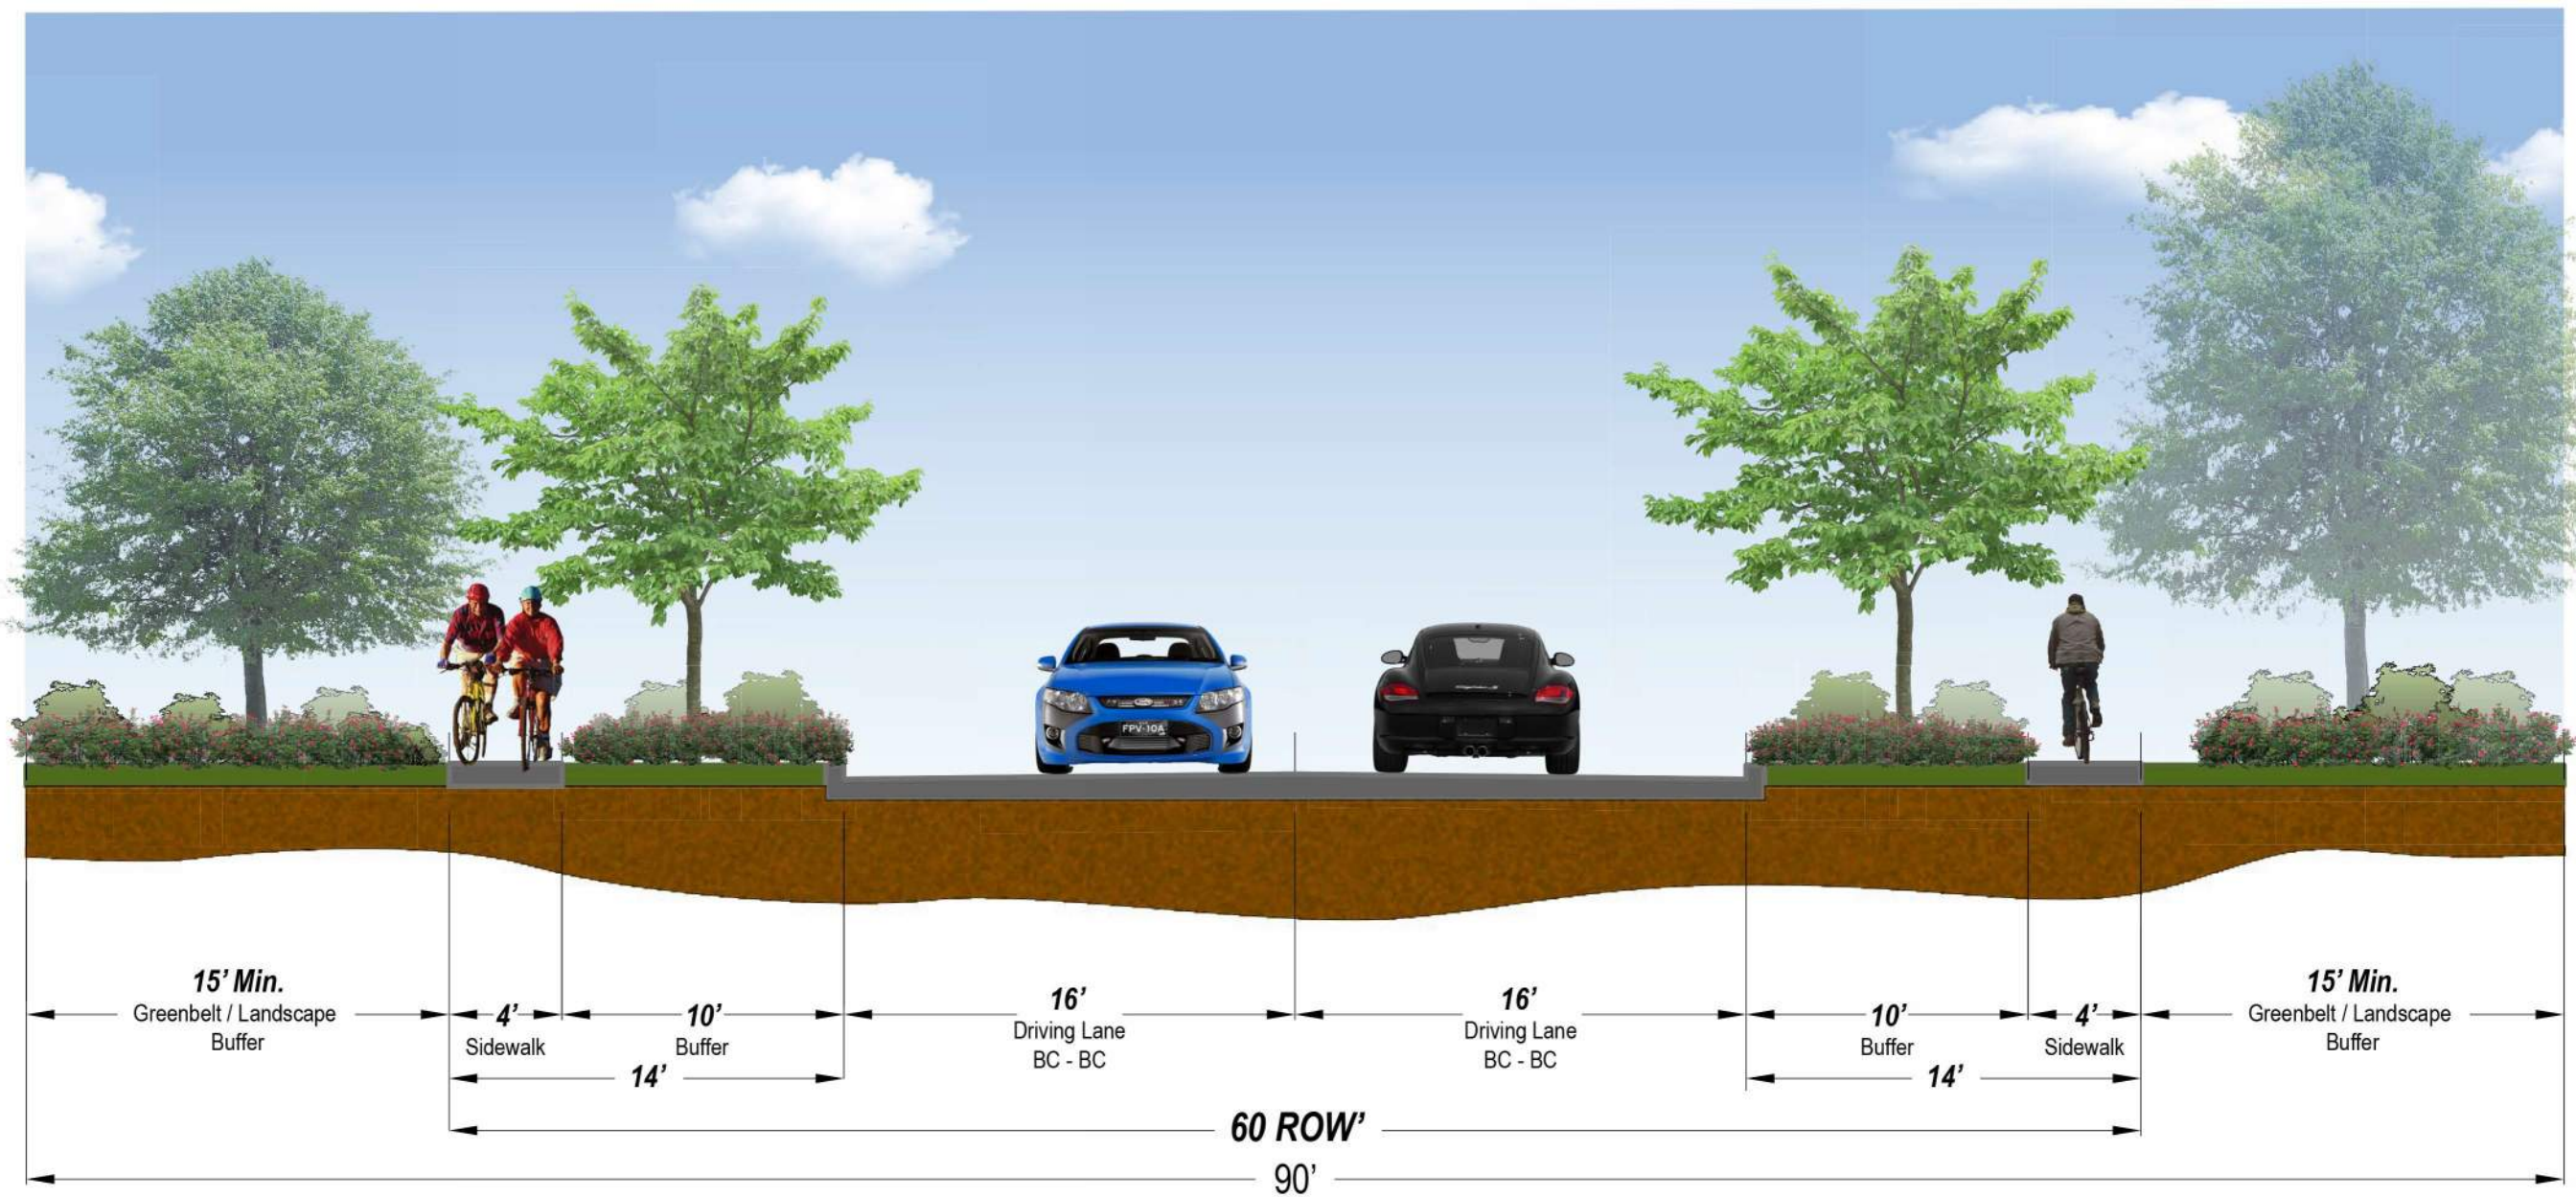 FPV-10A
15’ Min.
Greenbelt / Landscape
Buffer
4’
Sidewalk
10’
Buffer
14’
16’
Driving Lane
BC - BC
16’
Driving Lane
BC - BC
10’
Buffer
4’
Sidewalk
14’
15’ Min.
Greenbelt / Landscape
Buffer
60 ROW’
90’